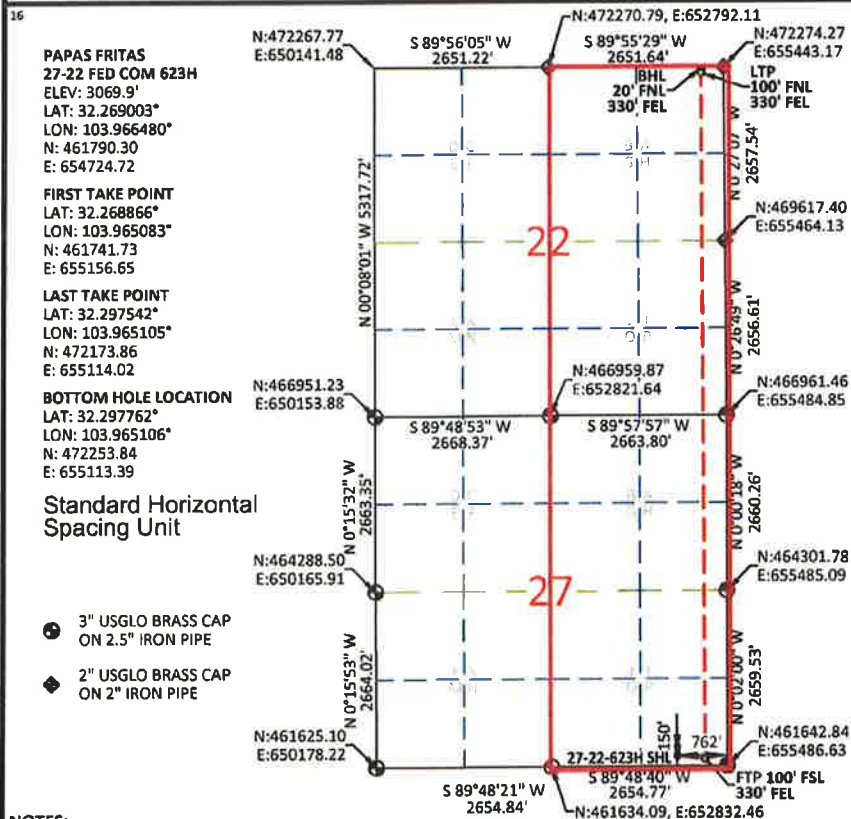 16
PAPAS FRITAS
27-22 FED COM 623H
ELEV: 3069.9'
LAT: 32.269003°
LON: 103.966480°
N: 461790.30
E: 654724.72
FIRST TAKE POINT
LAT: 32.268866°
LON: 103.965083°
N: 461741.73
E: 655156.65
LAST TAKE POINT
LAT: 32.297542°
LON: 103.965105°
N: 472173.86
E: 655114.02
BOTTOM HOLE LOCATION
LAT: 32.297762°
LON: 103.965106°
N: 472253.84
E: 655113.39
Standard Horizontal
Spacing Unit
3" USGLO BRASS CAP
ON 2.5" IRON PIPE
2" USGLO BRASS CAP
ON 2" IRON PIPE
NOTES:
N:472267.77
E:650141.48
S 89°56'05" W
2651.22'
N:472270.79, E:652792.11
S 89°55'29" W
2651.64'
N:472274.27
E:655443.17
BHL
20' FNL
330' FEL
LTP
100' FNL
330' FEL
N 0°27'07" W
2657.54'
N 00°08'01" W 5317.72'
22
N:469617.40
E:655464.13
N 0°26'49" W
2656.61'
N:466951.23
E:650153.88
N:466959.87
E:652821.64
N:466961.46
E:655484.85
S 89°48'53" W
2668.37'
S 89°57'57" W
2663.80'
N 0°15'32" W
2663.35'
N 0°00'18" W
2660.26'
N:464288.50
E:650165.91
27
N:464301.78
E:655485.09
N 0°15'53" W
2664.02'
N 0°02'00" W
2659.53'
N:461625.10
E:650178.22
150'
762'
27-22-623H SHL
N:461642.84
E:655486.63
S 89°48'21" W
2654.84'
S 89°48'40" W
2654.77'
FTP 100' FSL
330' FEL
N:461634.09, E:652832.46